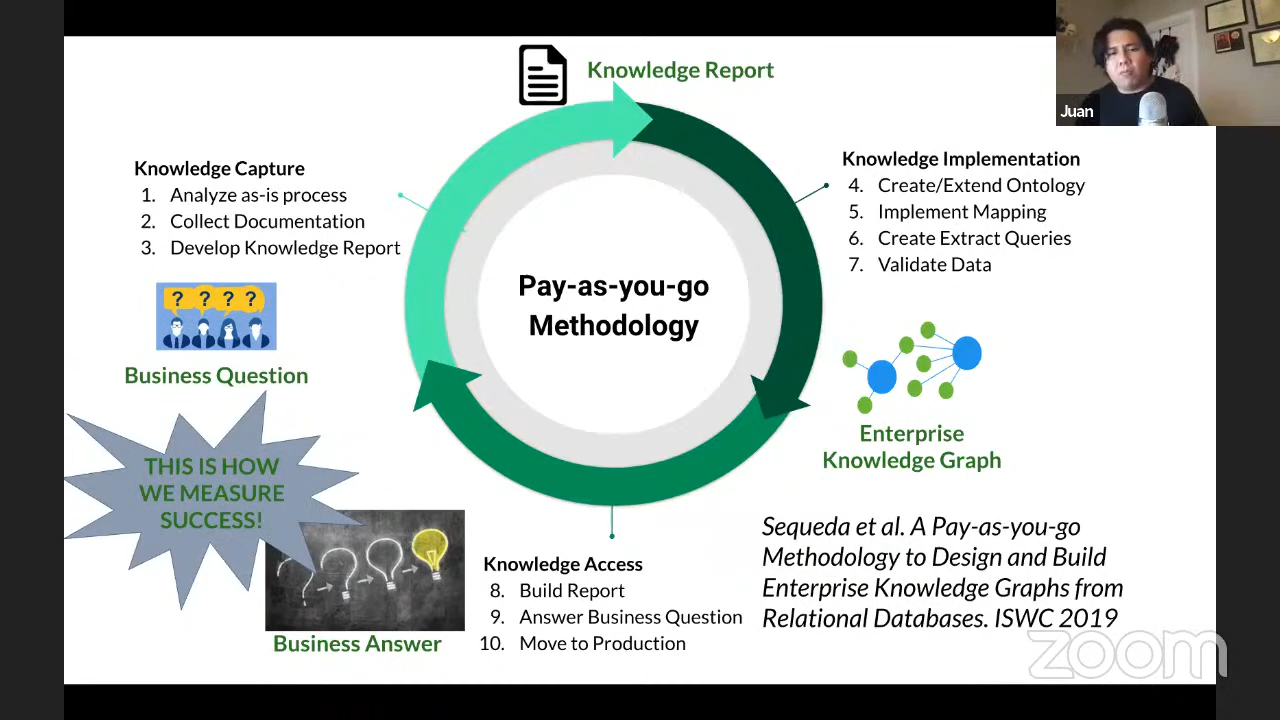 Knowledge Report
Juan
Knowledge Capture
1. Analyze as-is process
2. Collect Documentation
3. Develop Knowledge Report
Knowledge Implementation
4. Create/Extend Ontology
5. Implement Mapping
6. Create Extract Queries
7. Validate Data
Pay-as-you-go
Methodology
? ? ? ?
Business Question
Enterprise
Knowledge Graph
THIS IS HOW
WE MEASURE
SUCCESS!
Business Answer
Knowledge Access
8. Build Report
9. Answer Business Question
10. Move to Production
Sequeda et al. A Pay-as-you-go
Methodology to Design and Build
Enterprise Knowledge Graphs from
Relational Databases. ISWC 2019
zoom